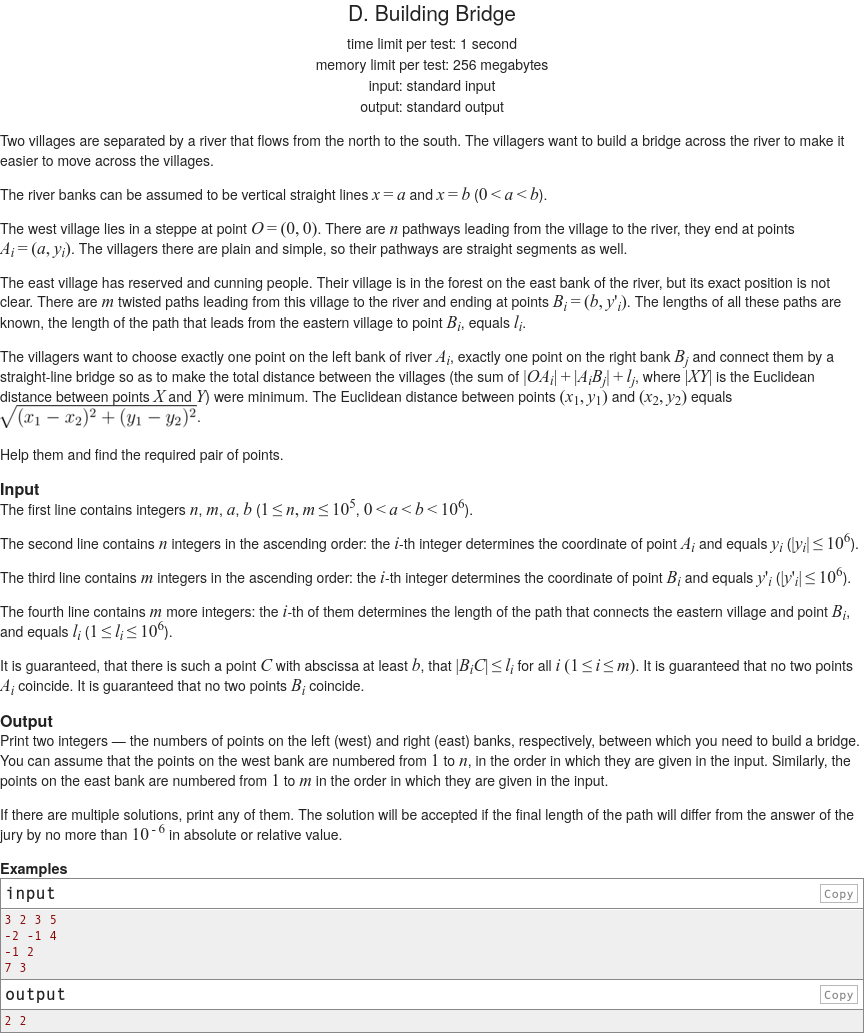 D. Building Bridge
time limit per test: 1 second
memory limit per test: 256 megabytes
input: standard input
output: standard output
Two villages are separated by a river that flows from the north to the south. The villagers want to build a bridge across the river to make it
easier to move across the villages.
The river banks can be assumed to be vertical straight lines x = a and x = b (0 < a < b).
The west village lies in a steppe at point O = (0, 0). There are n pathways leading from the village to the river, they end at points
A_i = (a, y_i). The villagers there are plain and simple, so their pathways are straight segments as well.
The east village has reserved and cunning people. Their village is in the forest on the east bank of the river, but its exact position is not
clear. There are m twisted paths leading from this village to the river and ending at points B_i = (b, y'_i). The lengths of all these paths are
known, the length of the path that leads from the eastern village to point B_i, equals l_i.
The villagers want to choose exactly one point on the left bank of river A_i, exactly one point on the right bank B_j and connect them by a
straight-line bridge so as to make the total distance between the villages (the sum of |OA_i| + |A_iB_j| + l_j, where |XY| is the Euclidean
distance between points X and Y) were minimum. The Euclidean distance between points (x_1, y_1) and (x_2, y_2) equals
√((x_1 − x_2)^2 + (y_1 − y_2)^2).
Help them and find the required pair of points.
Input
The first line contains integers n, m, a, b (1 ≤ n, m ≤ 10^5, 0 < a < b < 10^6).
The second line contains n integers in the ascending order: the i-th integer determines the coordinate of point A_i and equals y_i (|y_i| ≤ 10^6).
The third line contains m integers in the ascending order: the i-th integer determines the coordinate of point B_i and equals y'_i (|y'_i| ≤ 10^6).
The fourth line contains m more integers: the i-th of them determines the length of the path that connects the eastern village and point B_i,
and equals l_i (1 ≤ l_i ≤ 10^6).
It is guaranteed, that there is such a point C with abscissa at least b, that |B_iC| ≤ l_i for all i (1 ≤ i ≤ m). It is guaranteed that no two points
A_i coincide. It is guaranteed that no two points B_i coincide.
Output
Print two integers — the numbers of points on the left (west) and right (east) banks, respectively, between which you need to build a bridge.
You can assume that the points on the west bank are numbered from 1 to n, in the order in which they are given in the input. Similarly, the
points on the east bank are numbered from 1 to m in the order in which they are given in the input.
If there are multiple solutions, print any of them. The solution will be accepted if the final length of the path will differ from the answer of the
jury by no more than 10^-6 in absolute or relative value.
Examples
input Copy
3 2 3 5
-2 -1 4
-1 2
7 3
output Copy
2 2